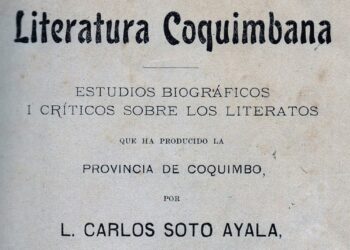 Literatura Coquimbana
ESTUDIOS BIOGRÁFICOS
I CRÍTICOS SOBRE LOS LITERATOS
QUE HA PRODUCIDO LA
PROVINCIA DE COQUIMBO,
POR
L. CARLOS SOTO AYALA,